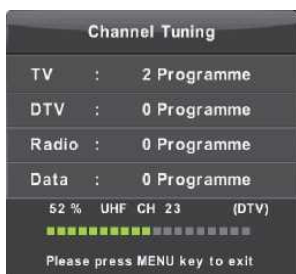 Channel Tuning
TV : 2 Programme
DTV : 0 Programme
Radio : 0 Programme
Data : 0 Programme
52 % UHF CH 23 (DTV)
Please press MENU key to exit